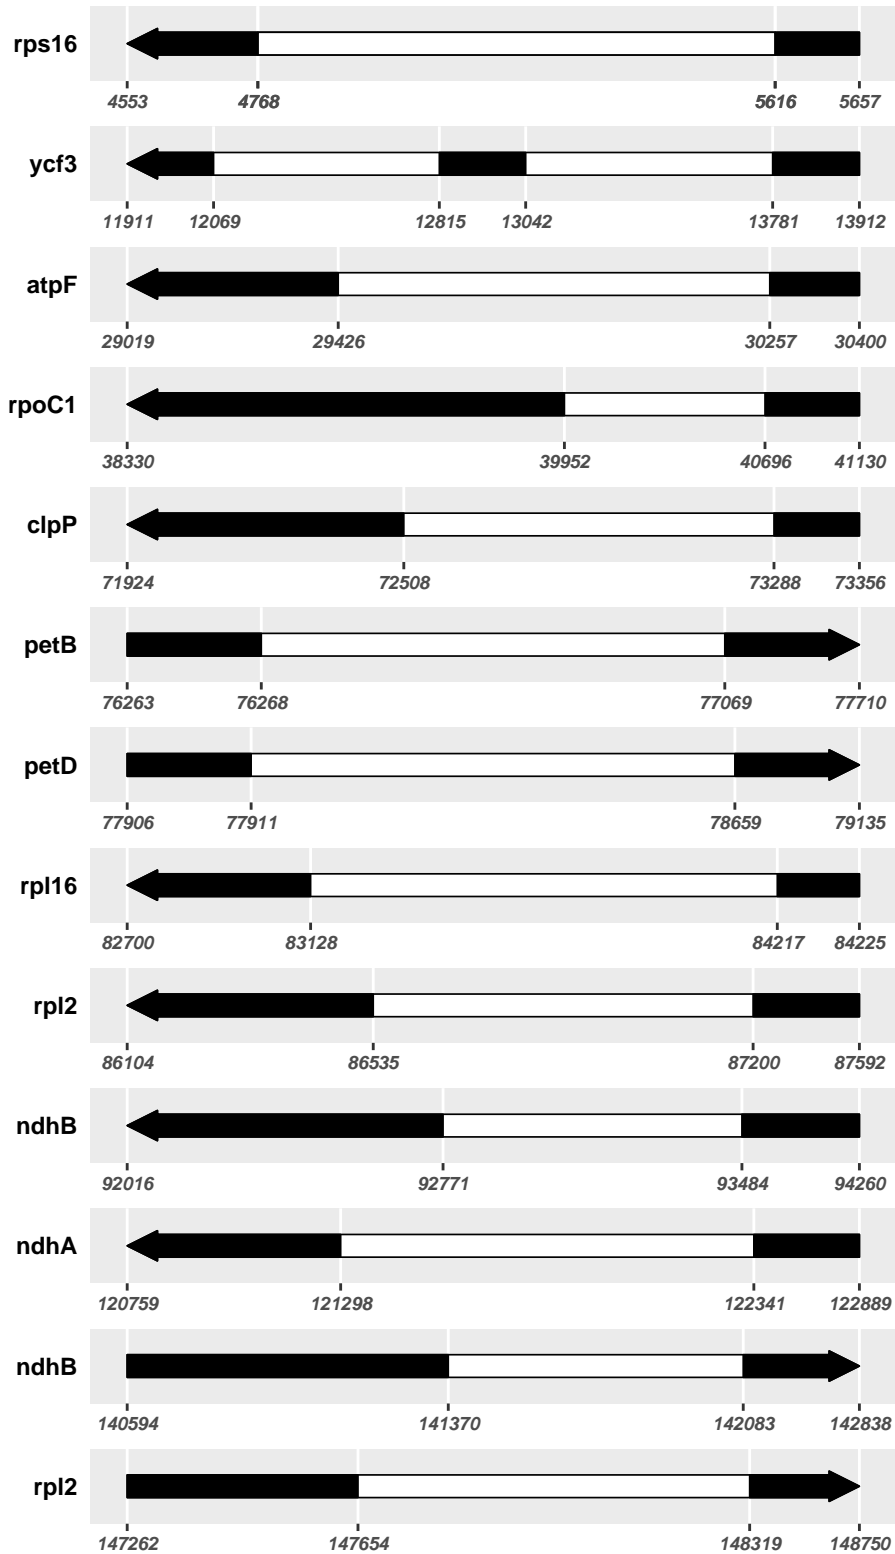 rps16
4553 4768 5616 5657
ycf3
11911 12069 12815 13042 13781 13912
atpF
29019 29426 30257 30400
rpoC1
38330 39952 40696 41130
clpP
71924 72508 73288 73356
petB
76263 76268 77069 77710
petD
77906 77911 78659 79135
rpl16
82700 83128 84217 84225
rpl2
86104 86535 87200 87592
ndhB
92016 92771 93484 94260
ndhA
120759 121298 122341 122889
ndhB
140594 141370 142083 142838
rpl2
147262 147654 148319 148750